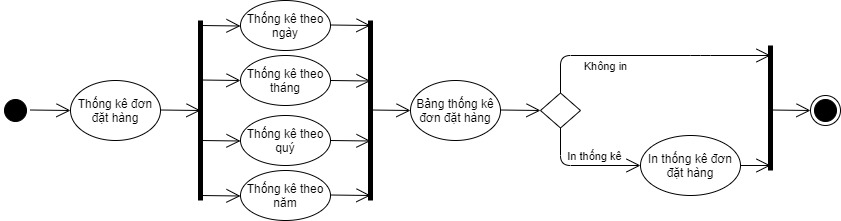 Thống kê đơn
đặt hàng
Thống kê theo
ngày
Thống kê theo
tháng
Thống kê theo
quý
Thống kê theo
năm
Bảng thống kê
đơn đặt hàng
Không in
In thống kê
In thống kê đơn
đặt hàng